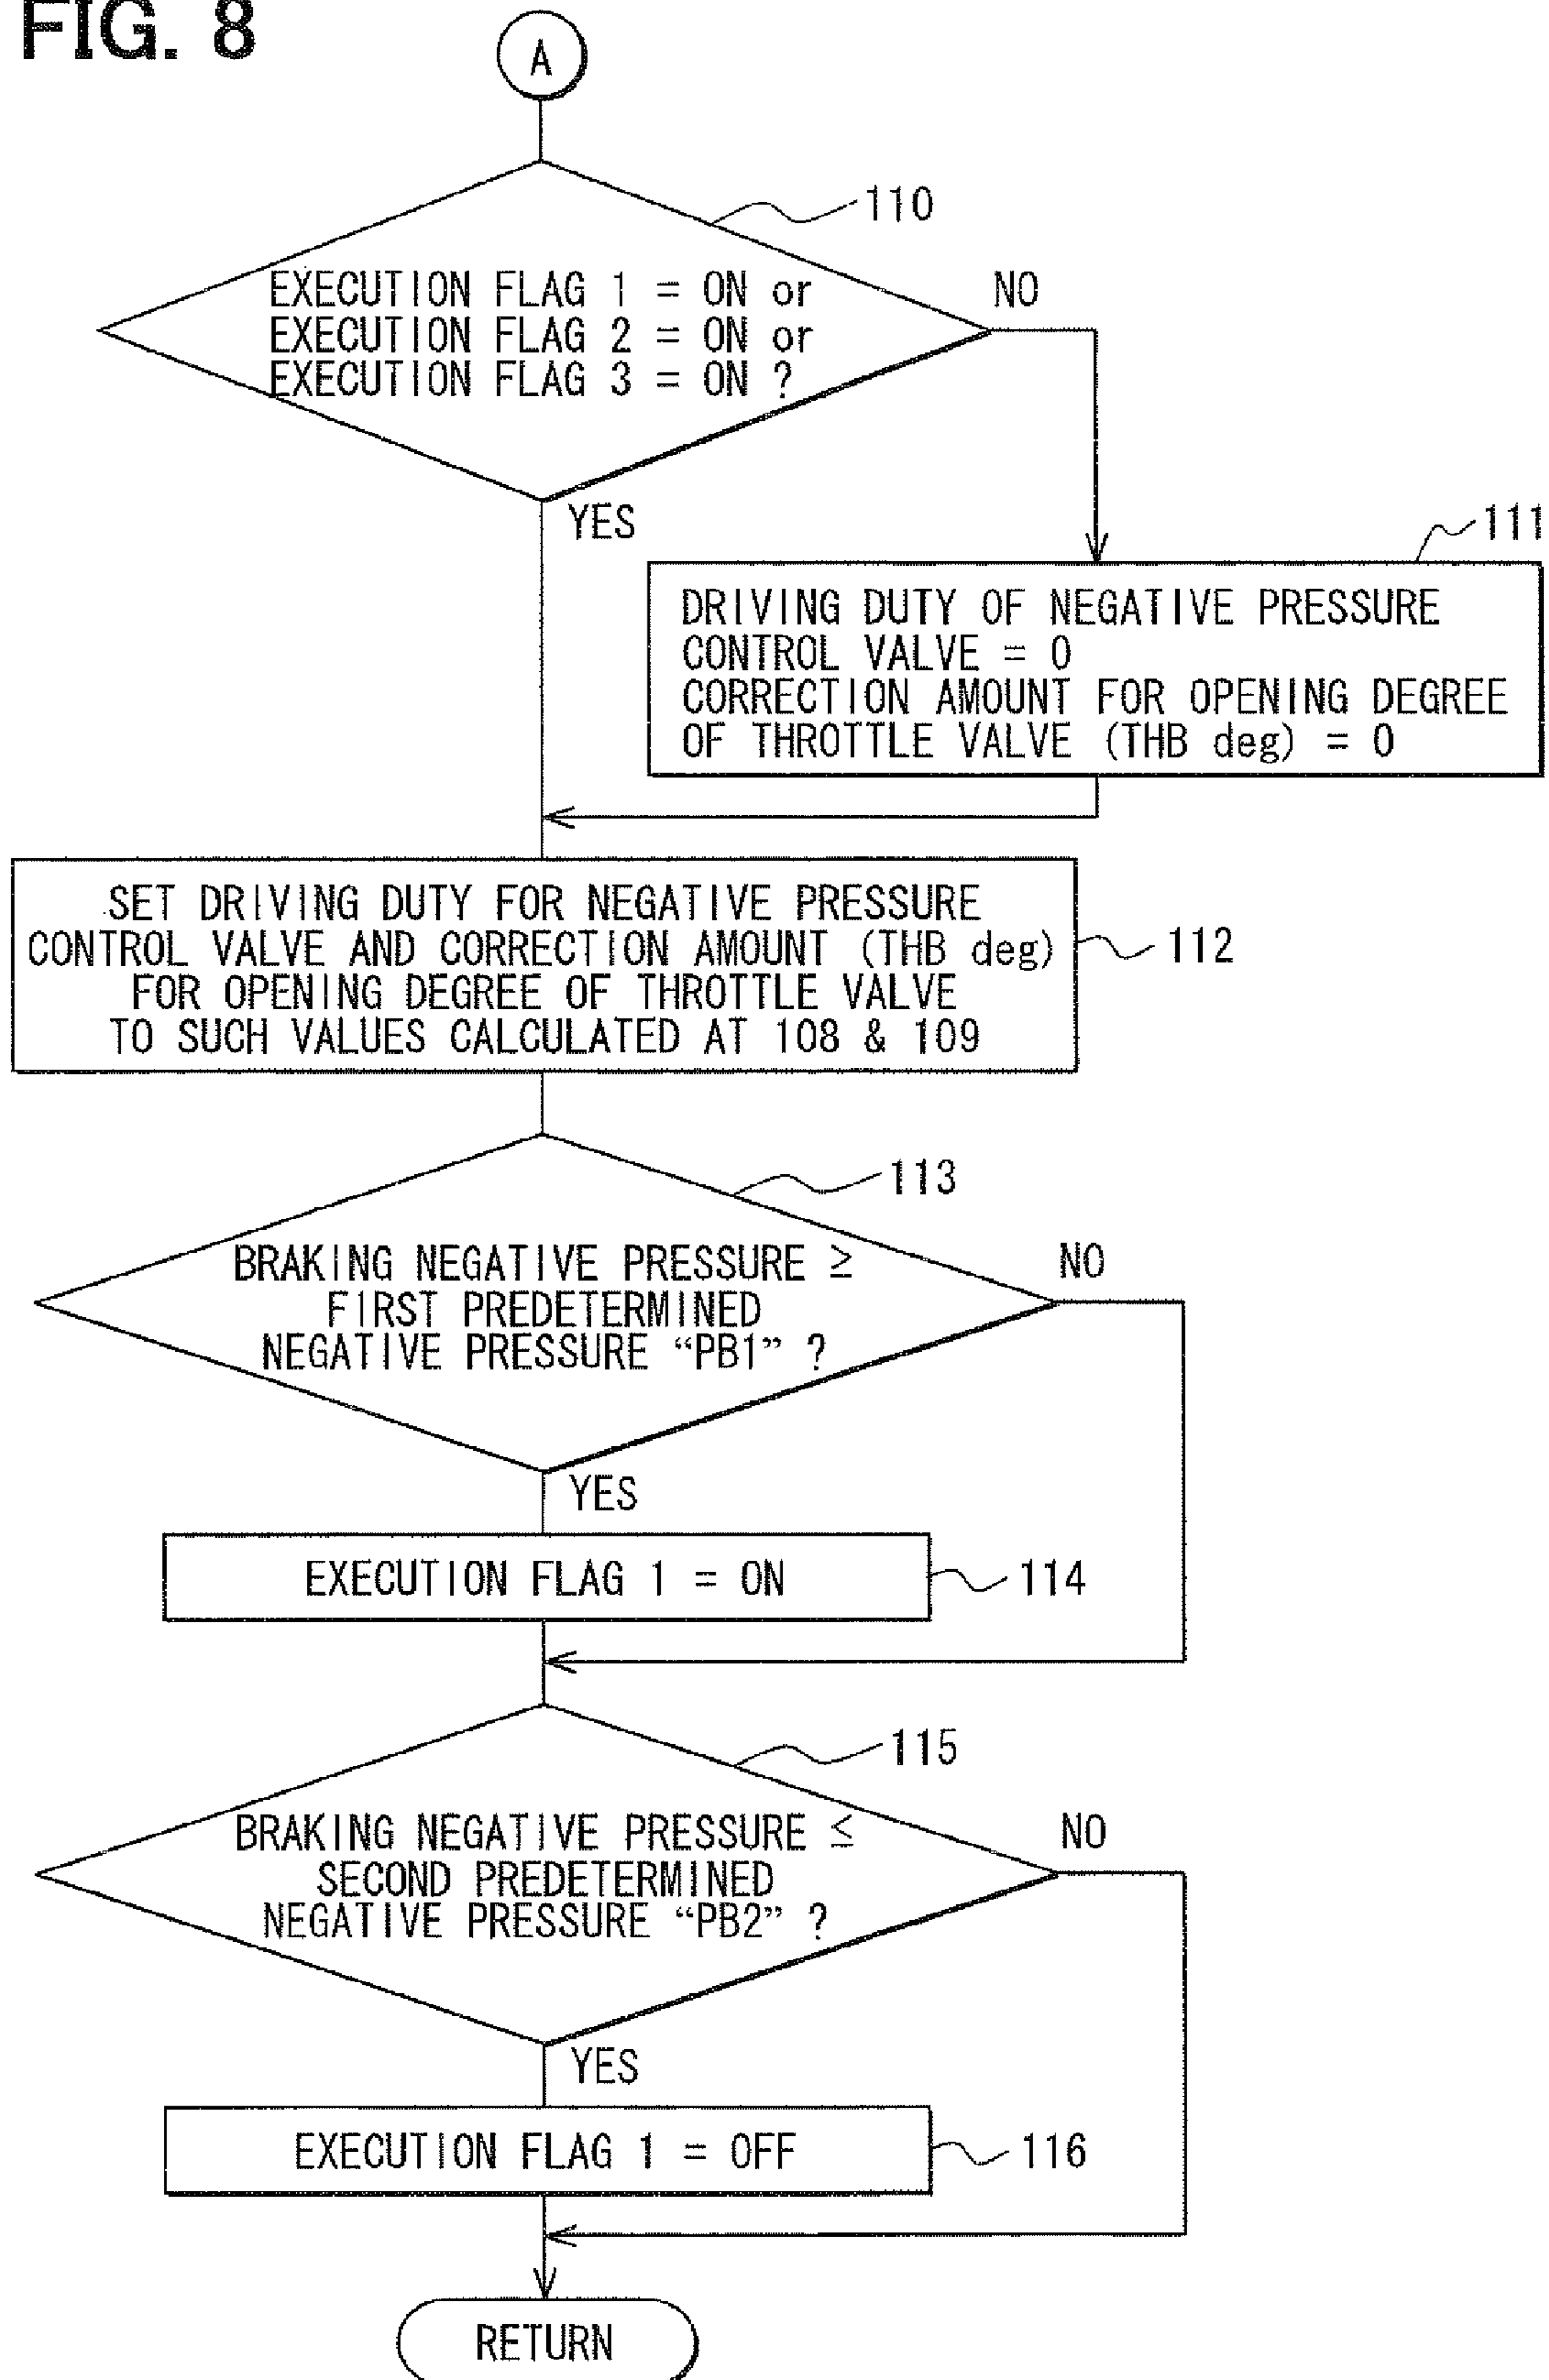 FIG. 8
A
110
EXECUTION FLAG 1 = ON or
EXECUTION FLAG 2 = ON or
EXECUTION FLAG 3 = ON ?
NO
YES
111
DRIVING DUTY OF NEGATIVE PRESSURE
CONTROL VALVE = 0
CORRECTION AMOUNT FOR OPENING DEGREE
OF THROTTLE VALVE (THB deg) = 0
SET DRIVING DUTY FOR NEGATIVE PRESSURE
CONTROL VALVE AND CORRECTION AMOUNT (THB deg)
FOR OPENING DEGREE OF THROTTLE VALVE
TO SUCH VALUES CALCULATED AT 108 & 109
112
113
BRAKING NEGATIVE PRESSURE ≥
FIRST PREDETERMINED
NEGATIVE PRESSURE “PB1” ?
NO
YES
EXECUTION FLAG 1 = ON
114
115
BRAKING NEGATIVE PRESSURE ≤
SECOND PREDETERMINED
NEGATIVE PRESSURE “PB2” ?
NO
YES
EXECUTION FLAG 1 = OFF
116
RETURN